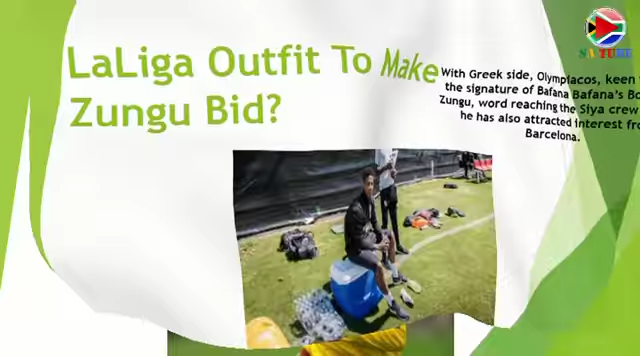 LaLiga Outfit To Make
Zungu Bid?
With Greek side, Olympiacos, keen
the signature of Bafana Bafana's
Zungu, word reaching the Siya crew
he has also attracted interest
Barcelona.